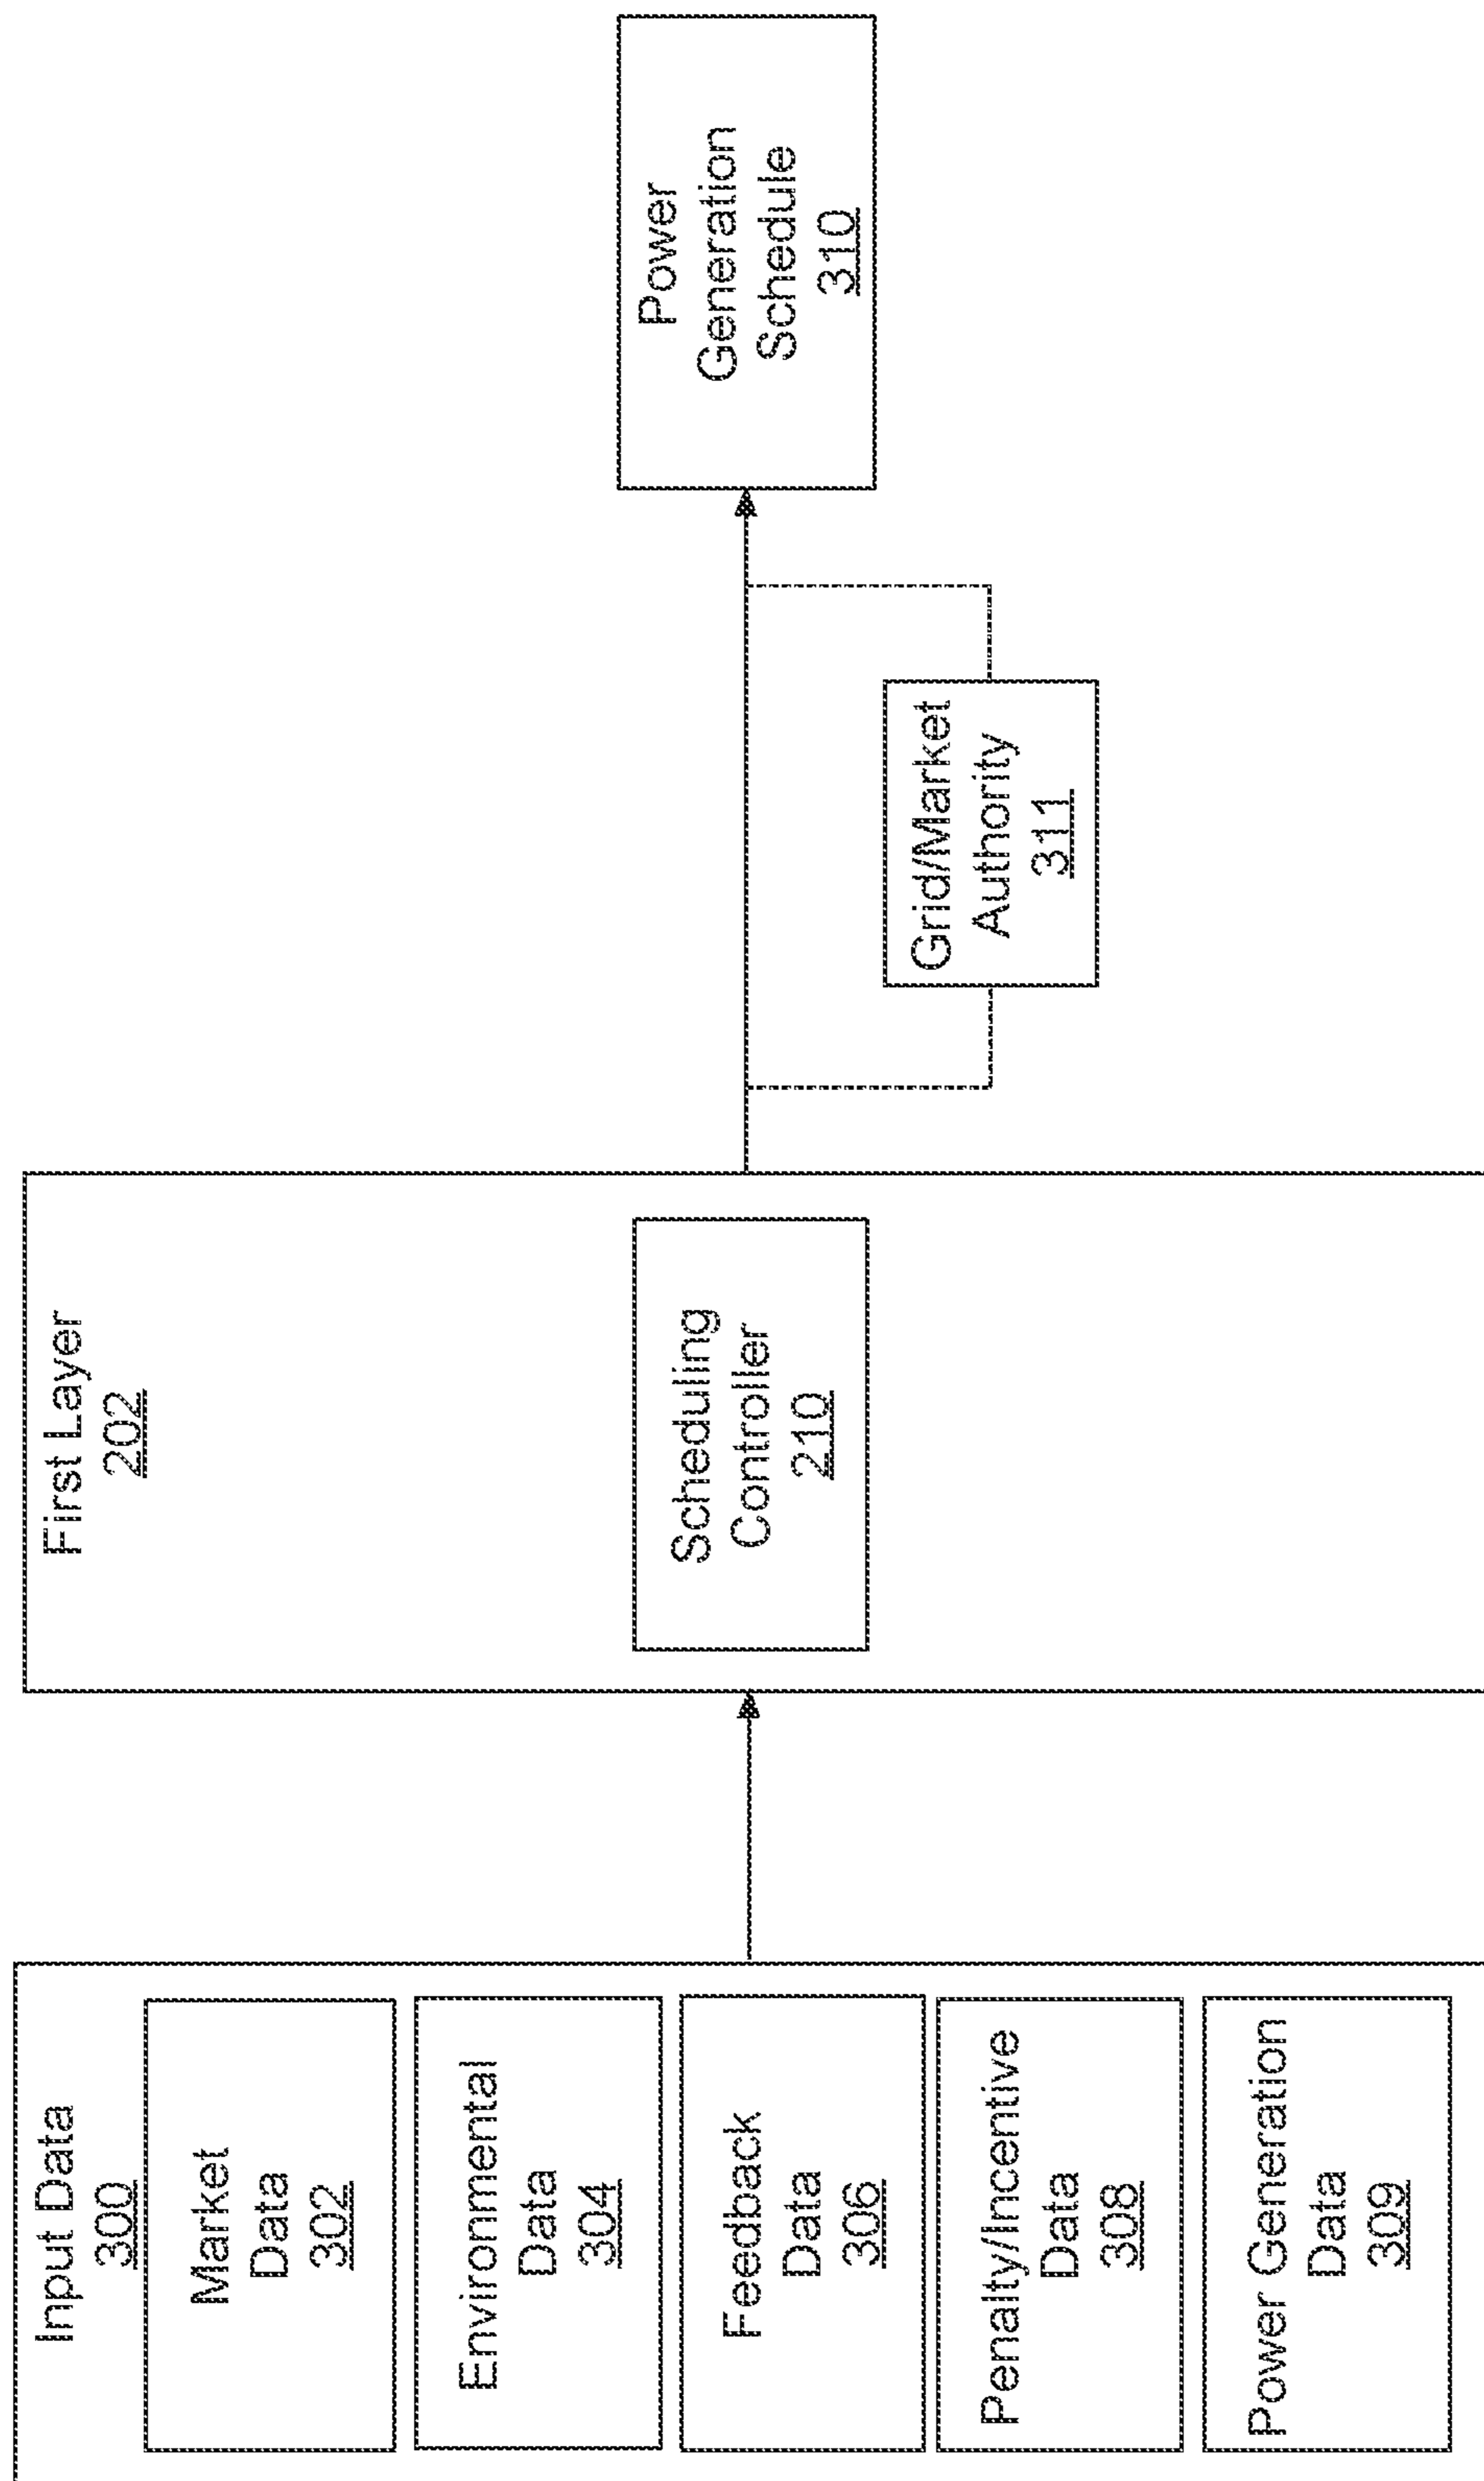 Input Data
300
Market
Data
302
Environmental
Data
304
Feedback
Data
306
Penalty/Incentive
Data
308
Power Generation
Data
309
First Layer
202
Scheduling
Controller
210
Grid/Market
Authority
311
Power
Generation
Schedule
310